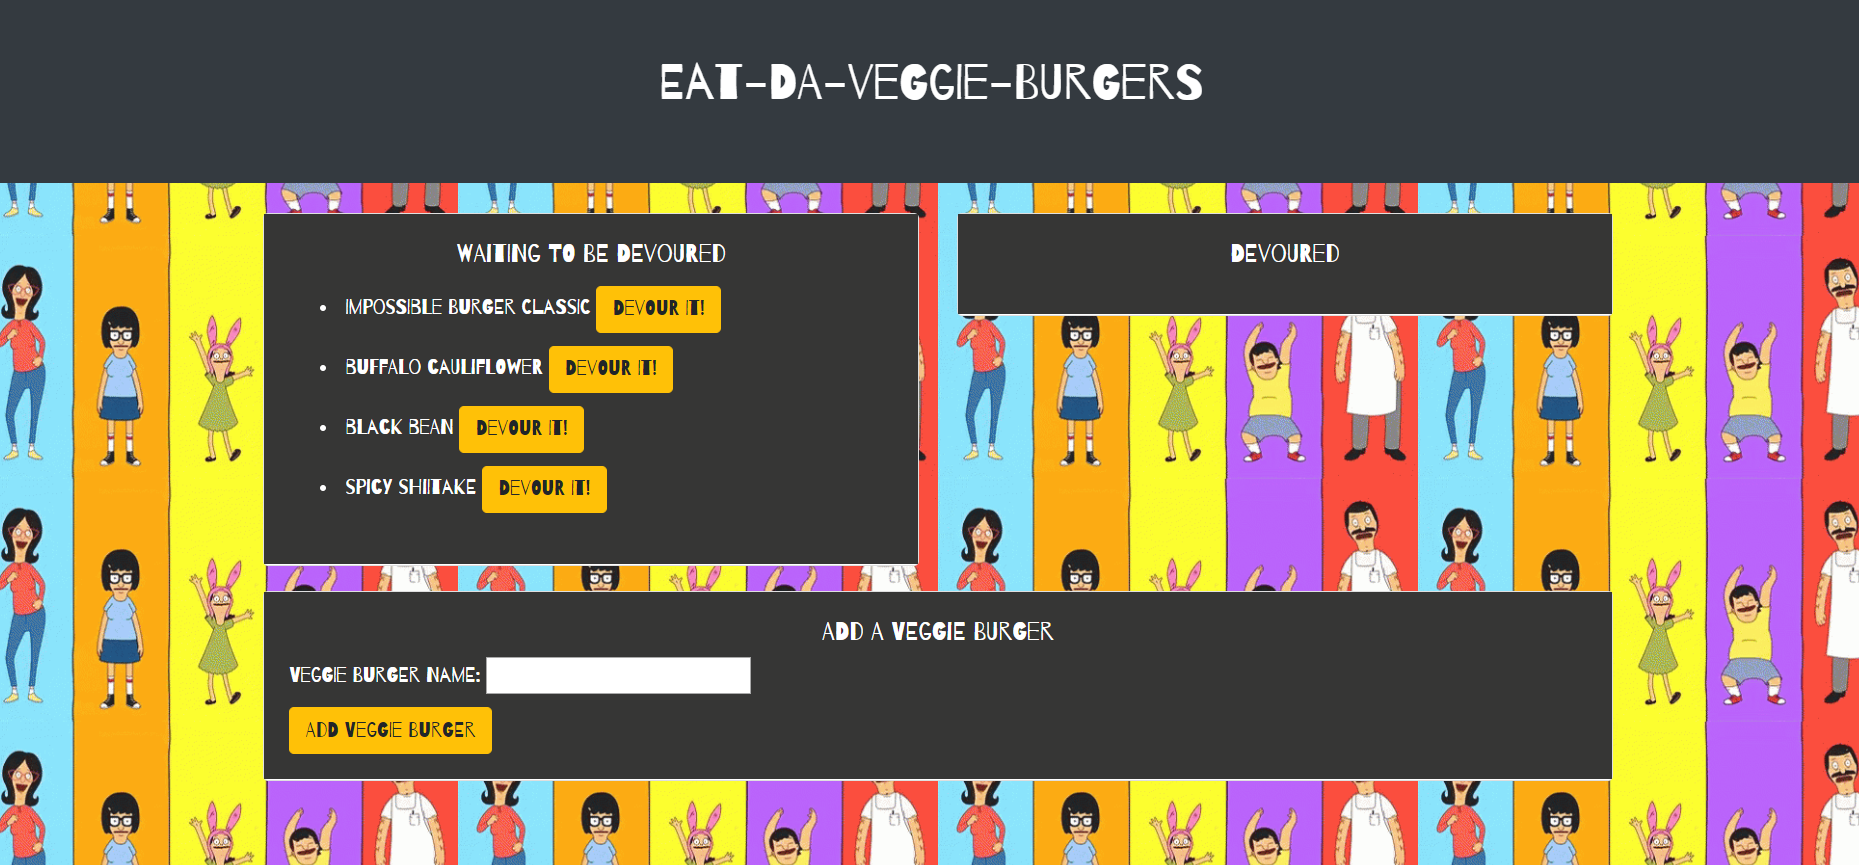 EAT-DA-VEGGIE-BURGERS
WAITING TO BE DEVOURED
IMPOSSIBLE BURGER CLASSIC DEVOUR IT!
BUFFALO CAULIFLOWER DEVOUR IT!
BLACK BEAN DEVOUR IT!
SPICY SHIITAKE DEVOUR IT!
DEVOURED
ADD A VEGGIE BURGER
VEGGIE BURGER NAME:
ADD VEGGIE BURGER